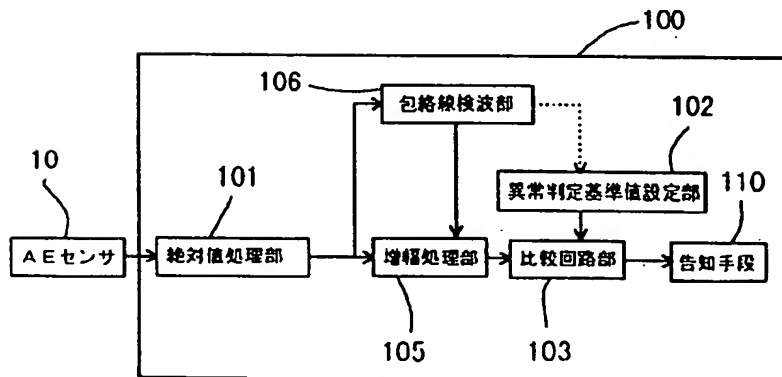 100
106
包絡線検波部
102
10
101
異常判定基準値設定部
110
AEセンサ
絶対値処理部
増幅処理部
比較回路部
告知手段
105
103